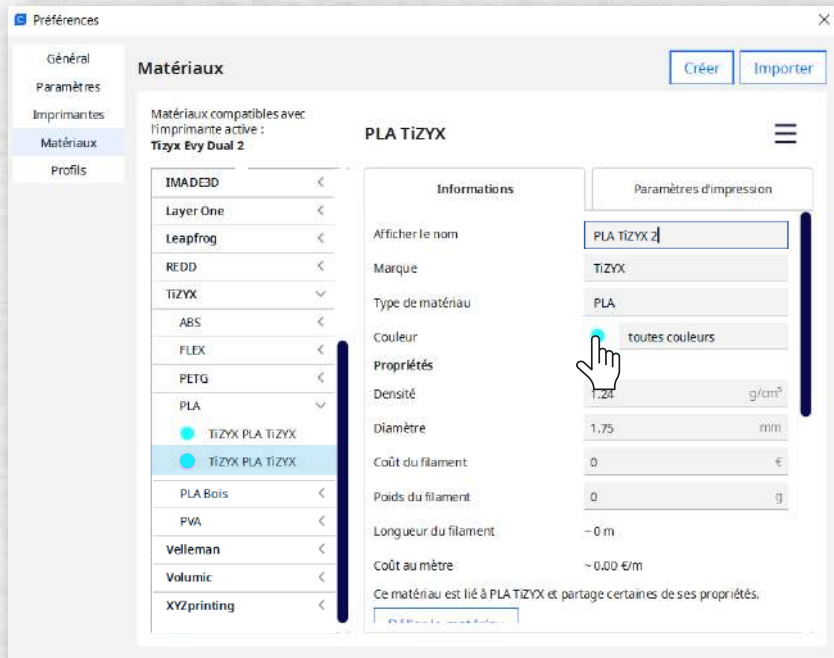 Préférences
Général
Paramètres
Imprimantes
Matériaux
Profils
Matériaux
Créer
Importer
Matériaux compatibles avec
l'imprimante active :
Tizyx Evy Dual 2
IMADE3D
Layer One
Leapfrog
REDD
TiZYX
ABS
FLEX
PETG
PLA
TiZYX PLA TiZYX
TiZYX PLA TiZYX
PLA Bois
PVA
Velleman
Volumic
XYZprinting
PLA TiZYX
Informations
Paramètres d'impression
Afficher le nom
PLA TiZYX 2
Marque
TiZYX
Type de matériau
PLA
Couleur
toutes couleurs
Propriétés
Densité
1.24 g/cm³
Diamètre
1.75 mm
Coût du filament
0 €
Poids du filament
0 g
Longueur du filament
~ 0 m
Coût au mètre
~ 0.00 €/m
Ce matériau est lié à PLA TiZYX et partage certaines de ses propriétés.